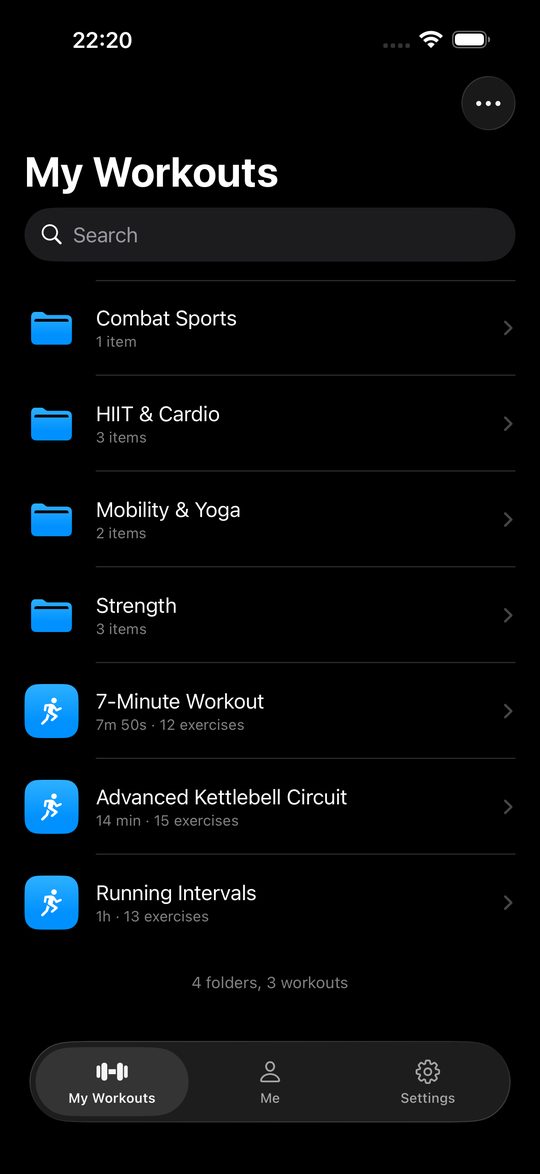 22:20
My Workouts
Search
Combat Sports
1 item
HIIT & Cardio
3 items
Mobility & Yoga
2 items
Strength
3 items
7-Minute Workout
7m 50s · 12 exercises
Advanced Kettlebell Circuit
14 min · 15 exercises
Running Intervals
1h · 13 exercises
4 folders, 3 workouts
My Workouts
Me
Settings